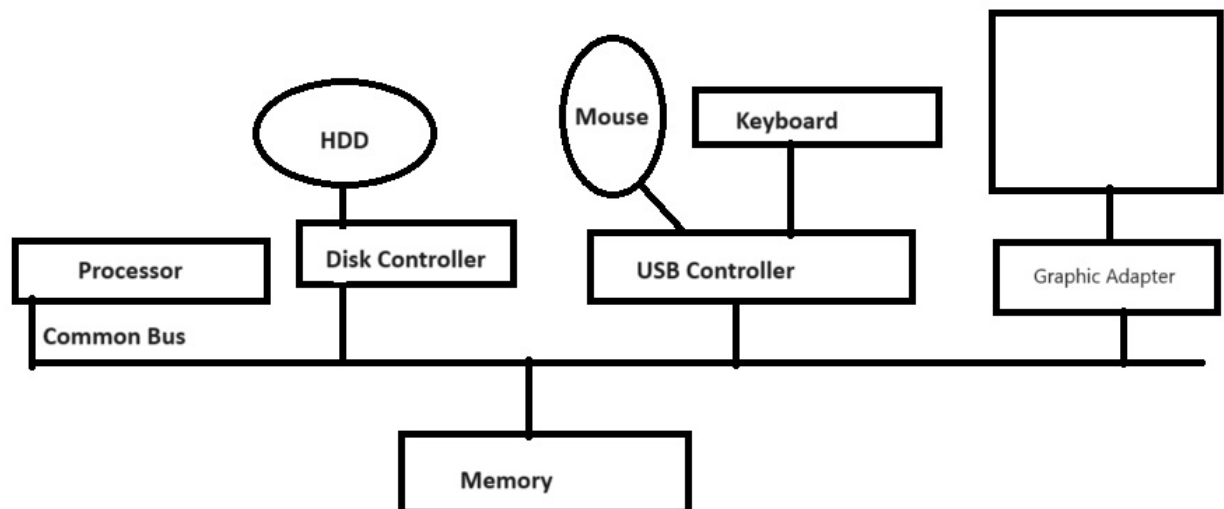 Mouse
Keyboard
HDD
Processor
Disk Controller
USB Controller
Graphic Adapter
Common Bus
Memory